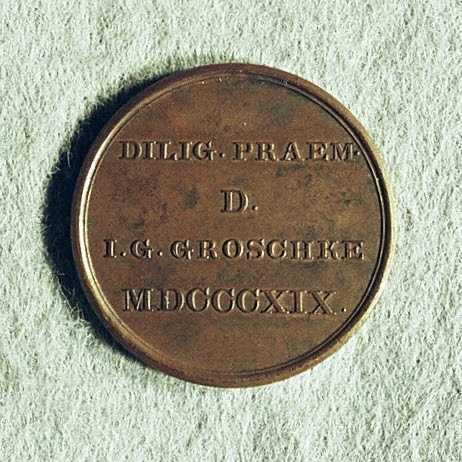 DILIG· PRAEM·
D.
I.G. GROSCHKE
MDCCCXIX.